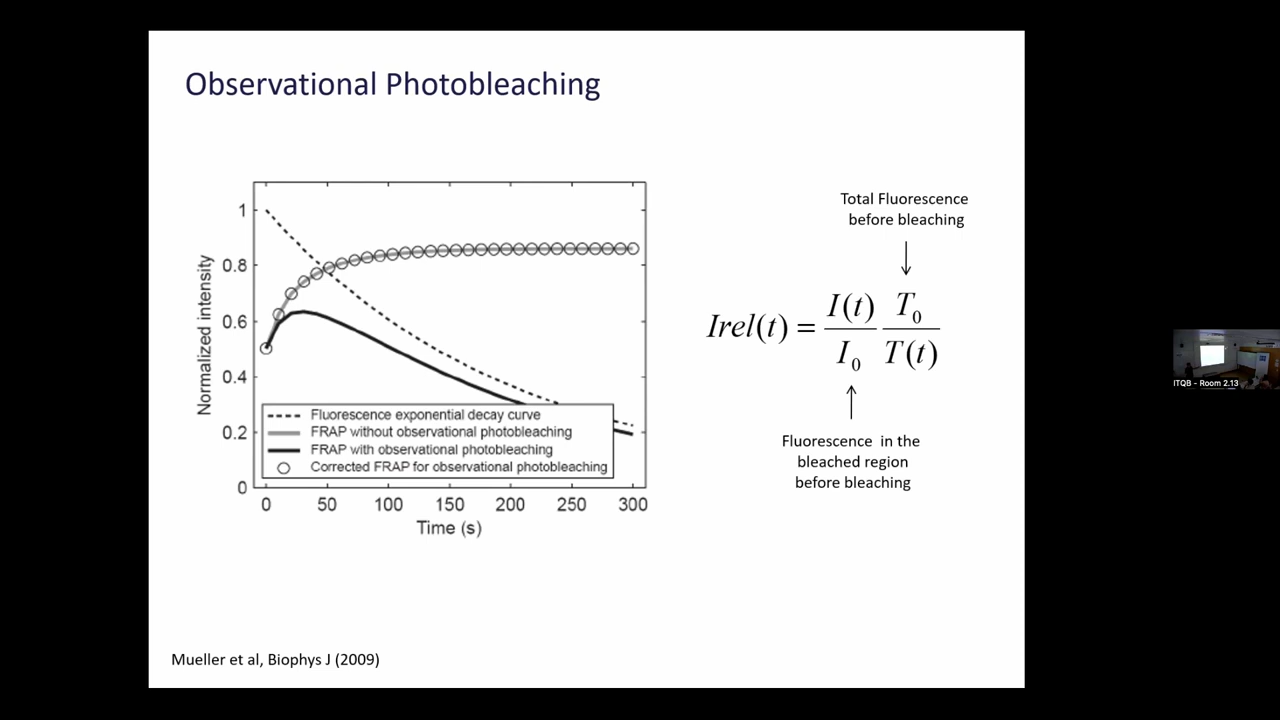 Observational Photobleaching
Normalized intensity
1
0.8
0.6
0.4
0.2
0
Fluorescence exponential decay curve
FRAP without observational photobleaching
FRAP with observational photobleaching
Corrected FRAP for observational photobleaching
0 50 100 150 200 250 300
Time (s)
Total Fluorescence
before bleaching
Irel(t) = I(t)/I₀ T₀/T(t)
Fluorescence in the
bleached region
before bleaching
Mueller et al, Biophys J (2009)
ITQB - Room 2.13